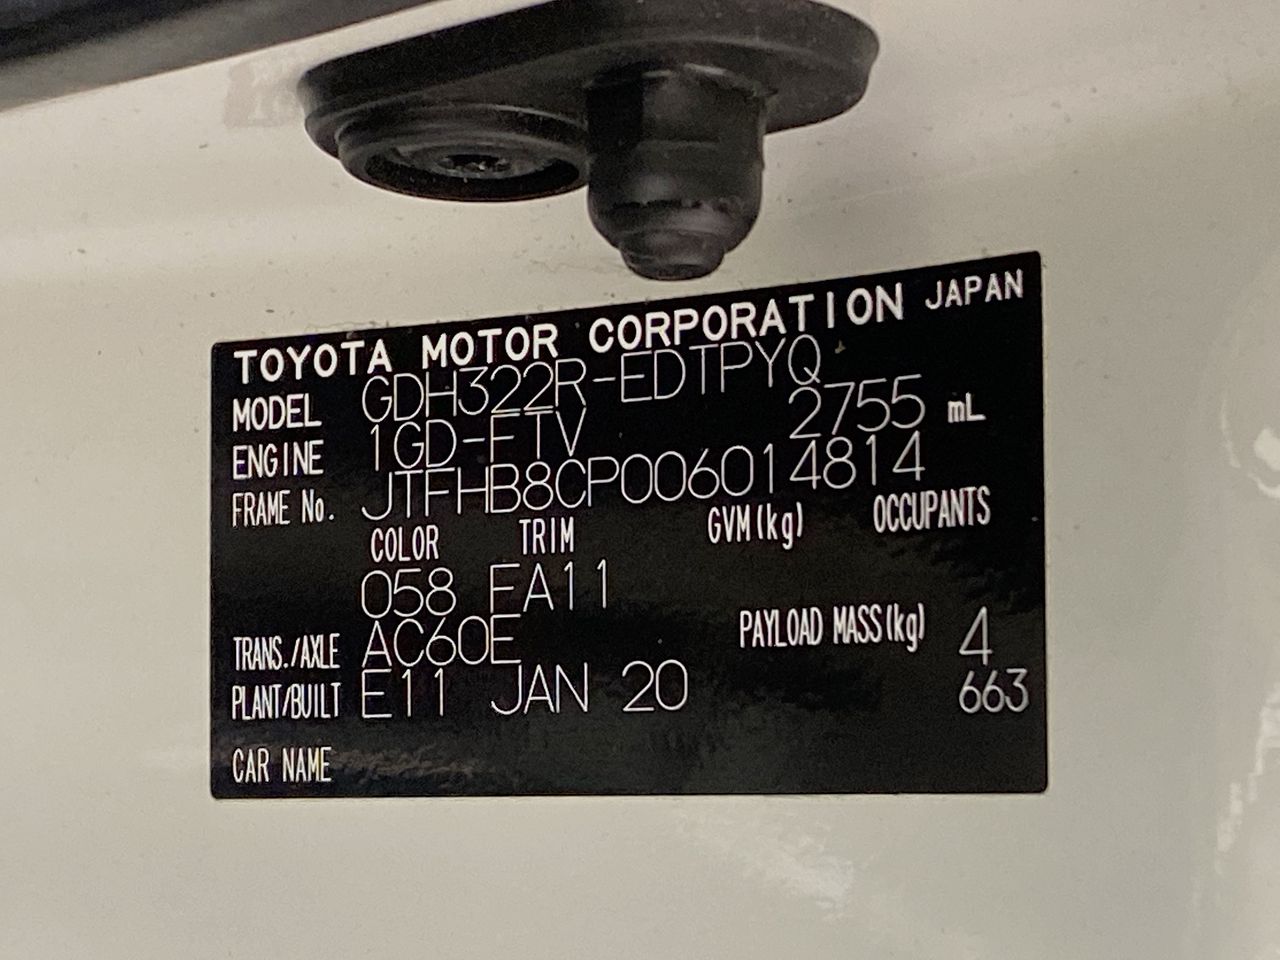 TOYOTA MOTOR CORPORATION JAPAN
MODEL GDH322R-EDTPYQ
ENGINE 1GD-FTV 2755 mL
FRAME No. JTFHB8CP006014814
COLOR TRIM GVM(kg) OCCUPANTS
058 EA11
TRANS./AXLE AC60E PAYLOAD MASS(kg) 4
PLANT/BUILT E11 JAN 20 663
CAR NAME